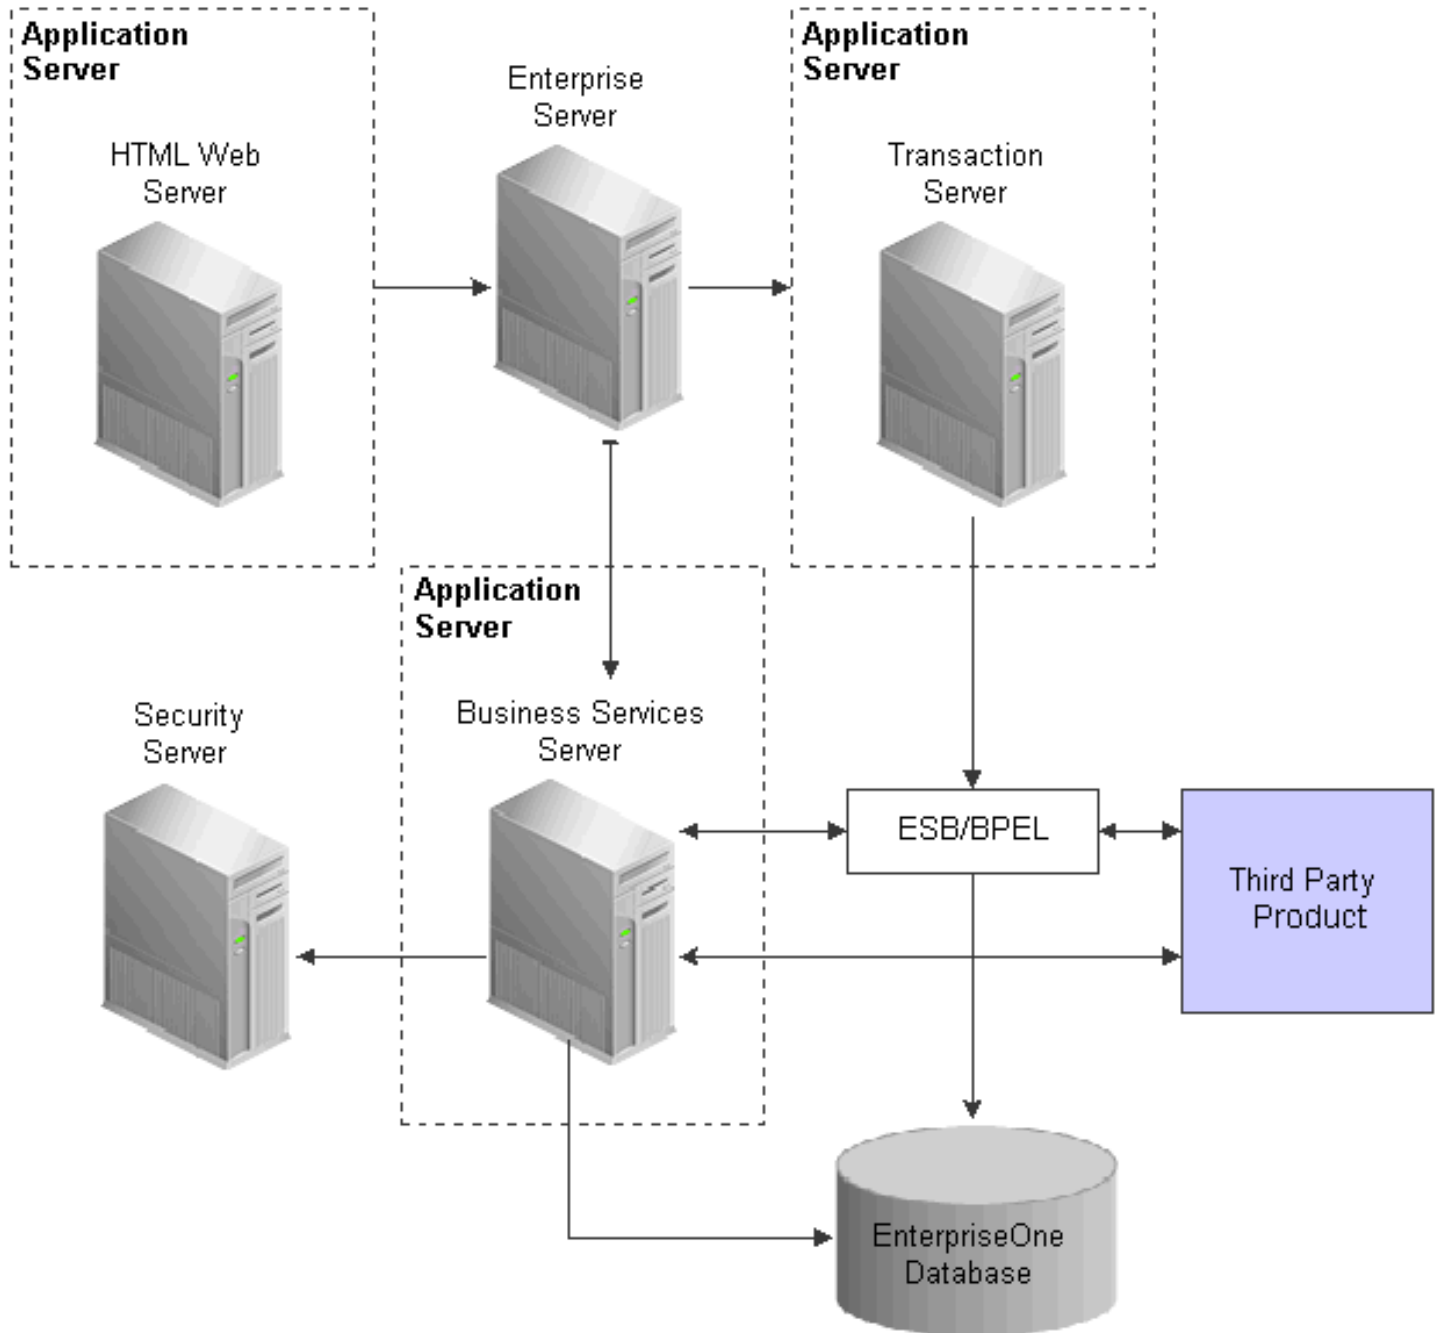 Application
Server
HTML Web
Server
Enterprise
Server
Application
Server
Transaction
Server
Application
Server
Security
Server
Business Services
Server
ESB/BPEL
Third Party
Product
EnterpriseOne
Database